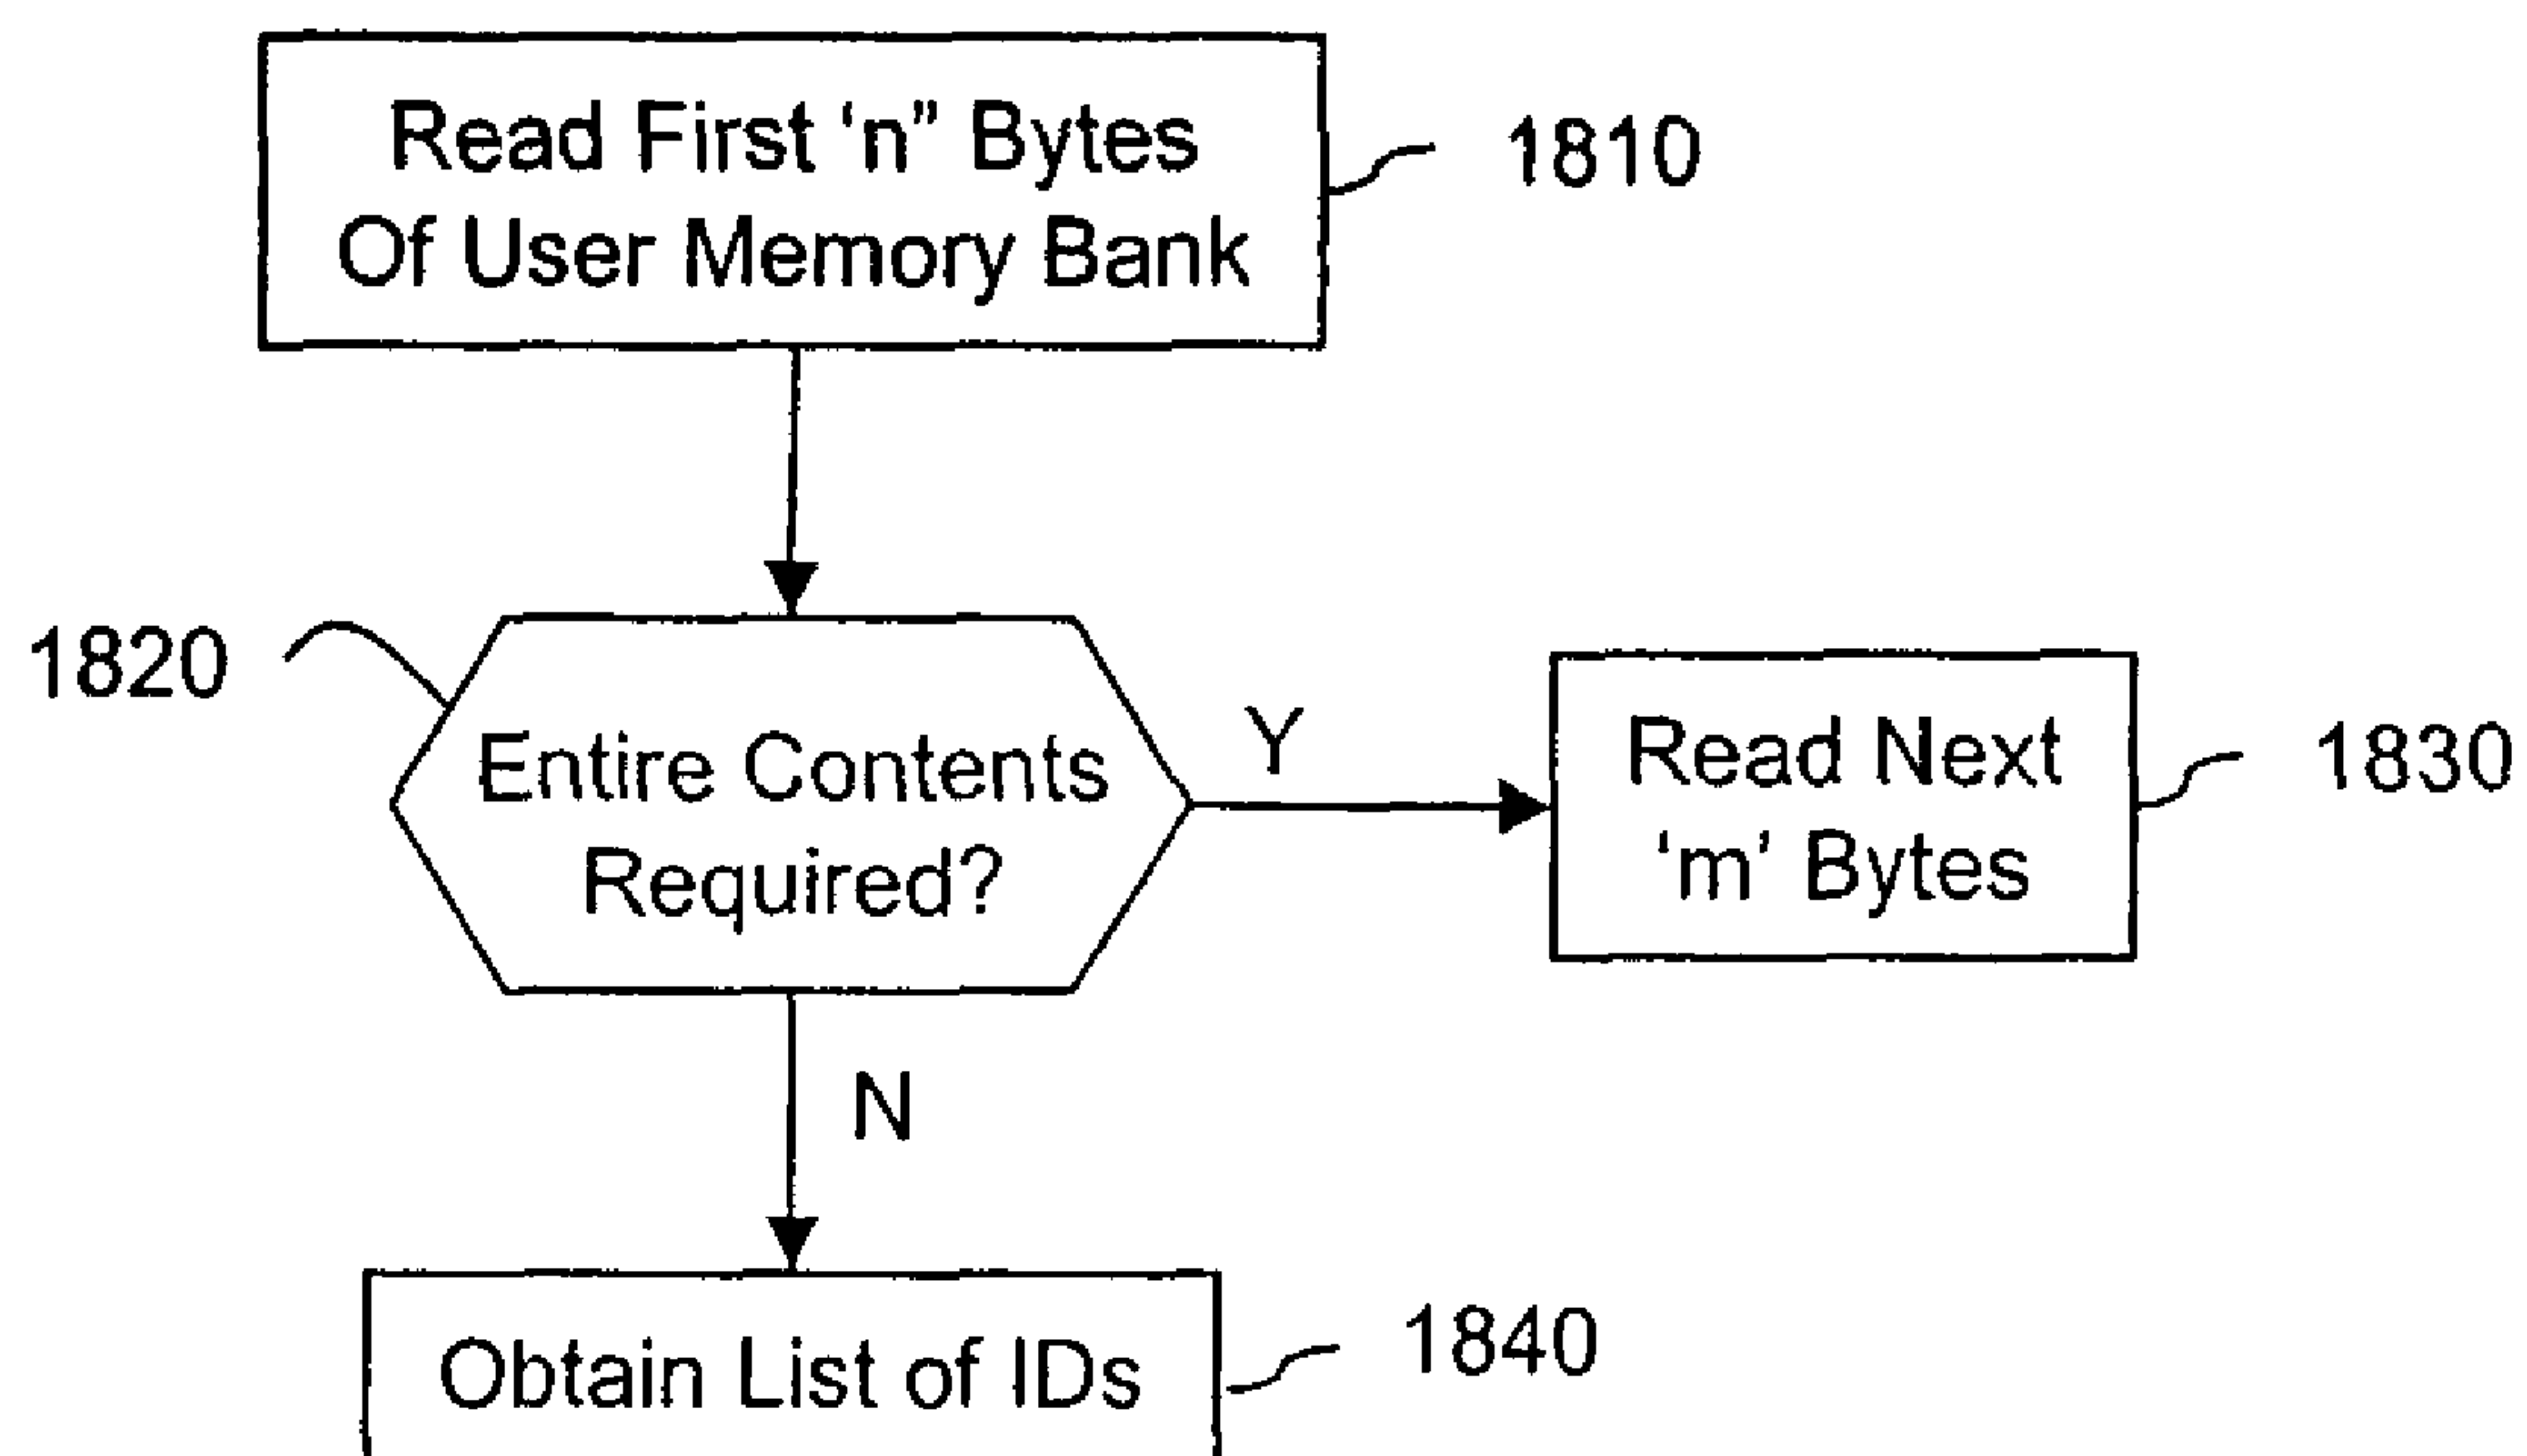 Read First ‘n” Bytes
Of User Memory Bank
1810
1820
Entire Contents
Required?
Y
Read Next
‘m’ Bytes
1830
N
Obtain List of IDs
1840